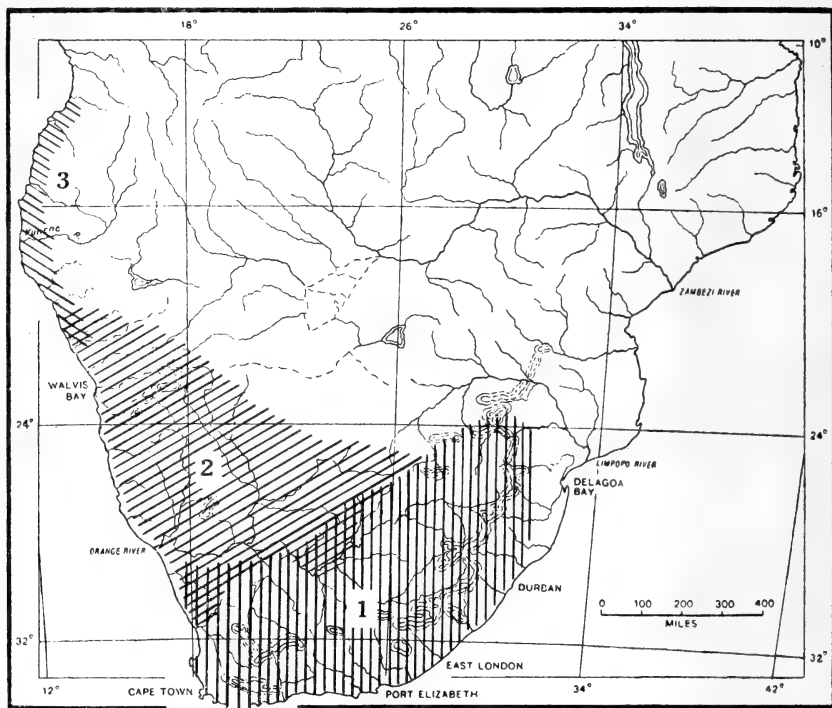 18° 26° 34°
10°
3
16°
Kunene
ZAMBEZI RIVER
WALVIS
BAY
24° 24°
2
LIMPOPO RIVER
DELAGOA
BAY
ORANGE RIVER
DURBAN
1
0 100 200 300 400
MILES
32° 32°
EAST LONDON
12° CAPE TOWN PORT ELIZABETH 34° 42°